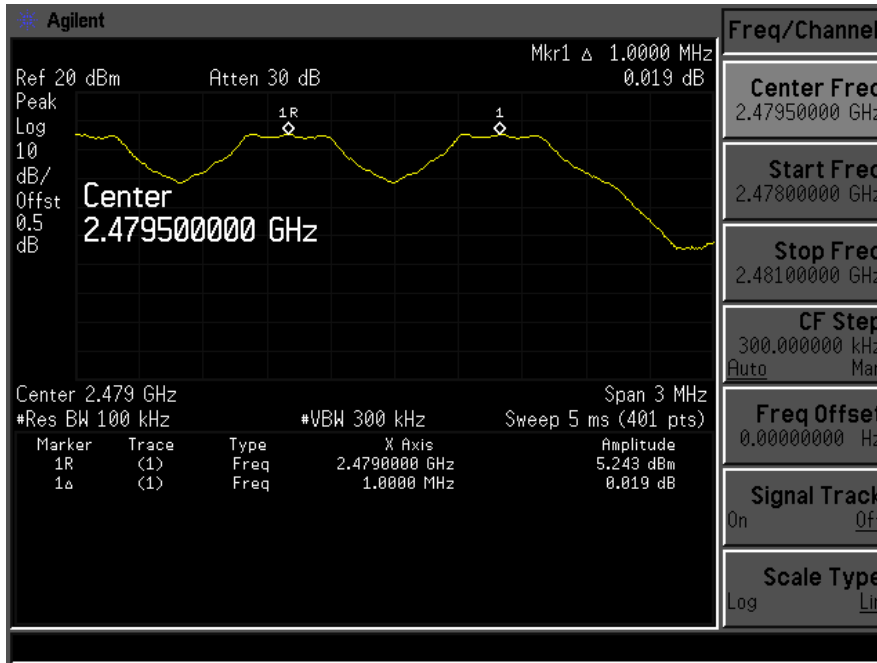 Agilent
Freq/Channel
Mkr1 Δ 1.0000 MHz
Ref 20 dBm Atten 30 dB 0.019 dB
Peak
Log
10
dB/
Offst
0.5
dB
1R
1
Center
2.479500000 GHz
Center 2.479 GHz Span 3 MHz
#Res BW 100 kHz #VBW 300 kHz Sweep 5 ms (401 pts)
Marker Trace Type X Axis Amplitude
1R (1) Freq 2.4790000 GHz 5.243 dBm
1Δ (1) Freq 1.0000 MHz 0.019 dB
Center Freq
2.47950000 GHz
Start Freq
2.47800000 GHz
Stop Freq
2.48100000 GHz
CF Step
300.000000 kHz
Auto Man
Freq Offset
0.00000000 Hz
Signal Track
On Off
Scale Type
Log Lin